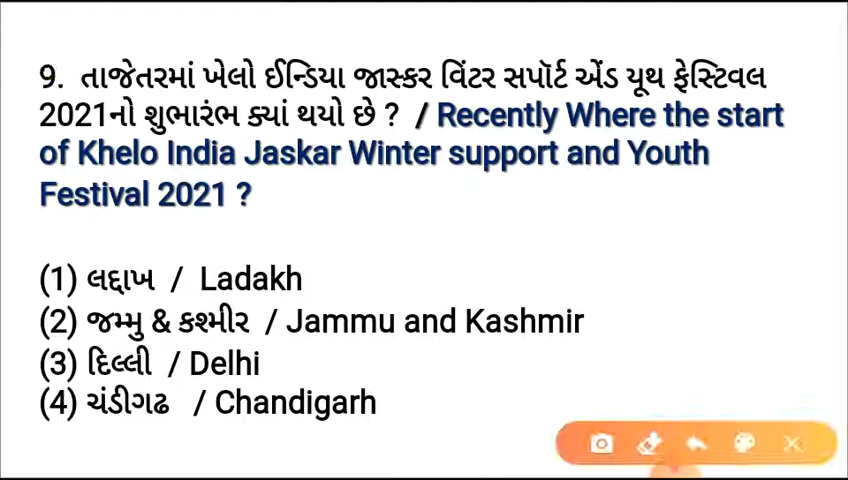 9. તાજેતરમાં ખેલો ઈન્ડિયા જાસ્કર વિંટર સપૉર્ટ એંડ યૂથ ફેસ્ટિવલ
2021નો શુભારંભ ક્યાં થયો છે ? / Recently Where the start
of Khelo India Jaskar Winter support and Youth
Festival 2021 ?
(1) લદ્દાખ / Ladakh
(2) જમ્મુ & કશ્મીર / Jammu and Kashmir
(3) દિલ્લી / Delhi
(4) ચંડીગઢ / Chandigarh